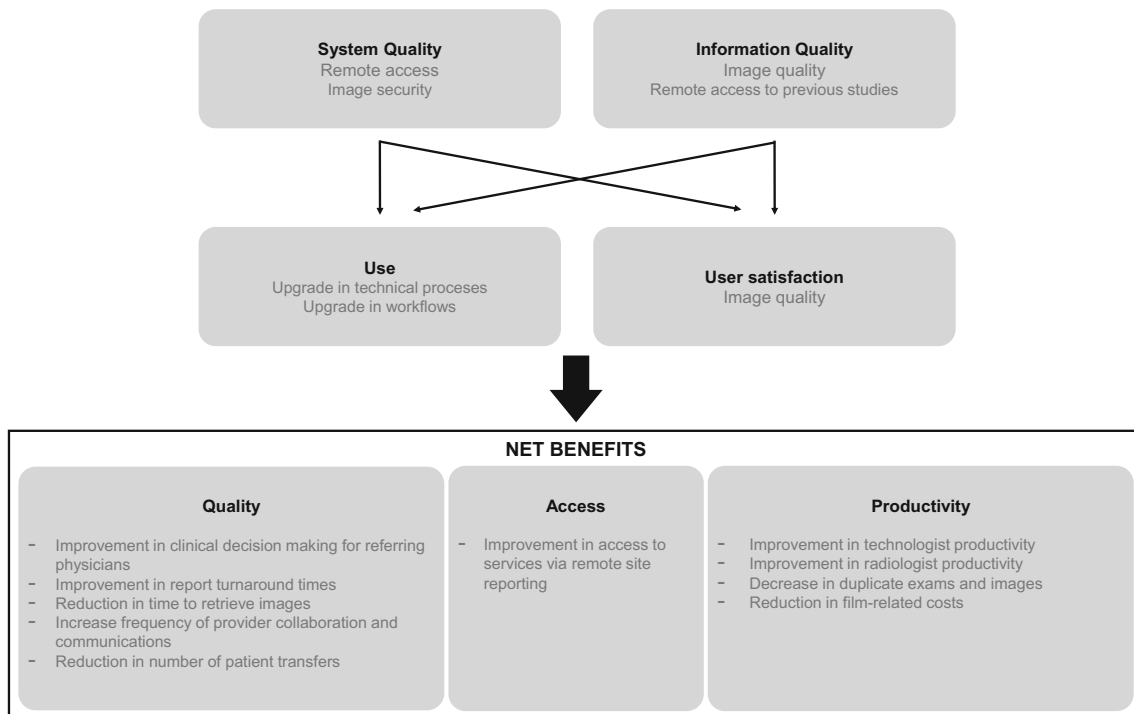 System Quality
Remote access
Image security
Information Quality
Image quality
Remote access to previous studies
Use
Upgrade in technical proceses
Upgrade in workflows
User satisfaction
Image quality
NET BENEFITS
Quality
- Improvement in clinical decision making for referring
physicians
- Improvement in report turnaround times
- Reduction in time to retrieve images
- Increase frequency of provider collaboration and
communications
- Reduction in number of patient transfers
Access
- Improvement in access to
services via remote site
reporting
Productivity
- Improvement in technologist productivity
- Improvement in radiologist productivity
- Decrease in duplicate exams and images
- Reduction in film-related costs